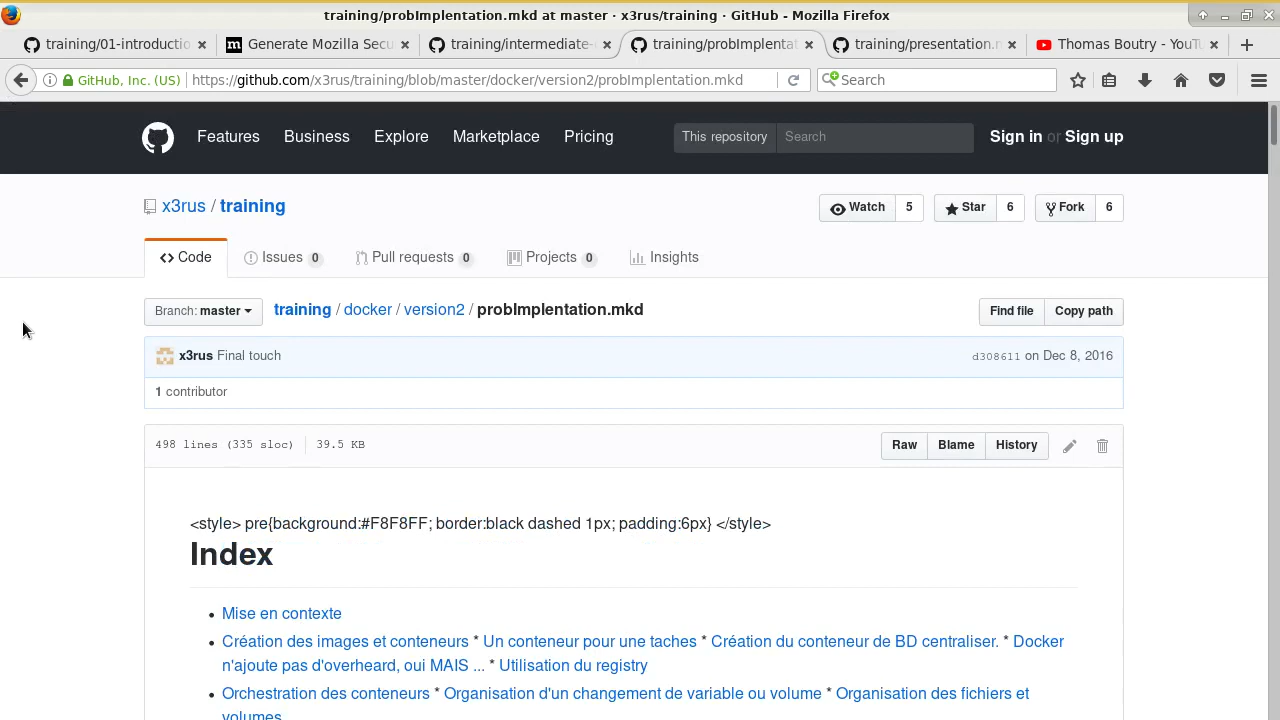 training/probImplentation.mkd at master · x3rus/training · GitHub - Mozilla Firefox
training/01-introductio × Generate Mozilla Secu × training/intermediate- × training/probImplentat × training/presentation.m × Thomas Boutry - YouTu ×
GitHub, Inc. (US) https://github.com/x3rus/training/blob/master/docker/version2/probImplentation.mkd Search
Features Business Explore Marketplace Pricing This repository Search Sign in or Sign up
x3rus / training Watch 5 Star 6 Fork 6
Code Issues 0 Pull requests 0 Projects 0 Insights
Branch: master training / docker / version2 / probImplentation.mkd Find file Copy path
x3rus Final touch d308611 on Dec 8, 2016
1 contributor
498 lines (335 sloc) 39.5 KB Raw Blame History
<style> pre{background:#F8F8FF; border:black dashed 1px; padding:6px} </style>
Index
• Mise en contexte
• Création des images et conteneurs * Un conteneur pour une taches * Création du conteneur de BD centraliser. * Docker
n'ajoute pas d'overheard, oui MAIS ... * Utilisation du registry
• Orchestration des conteneurs * Organisation d'un changement de variable ou volume * Organisation des fichiers et
volumes